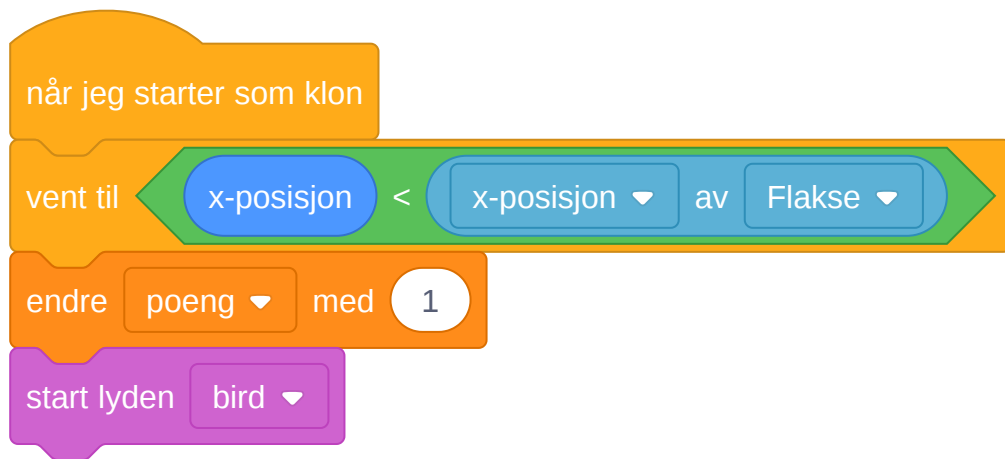 når jeg starter som klon
vent til x-posisjon < x-posisjon av Flakse
endre poeng med 1
start lyden bird